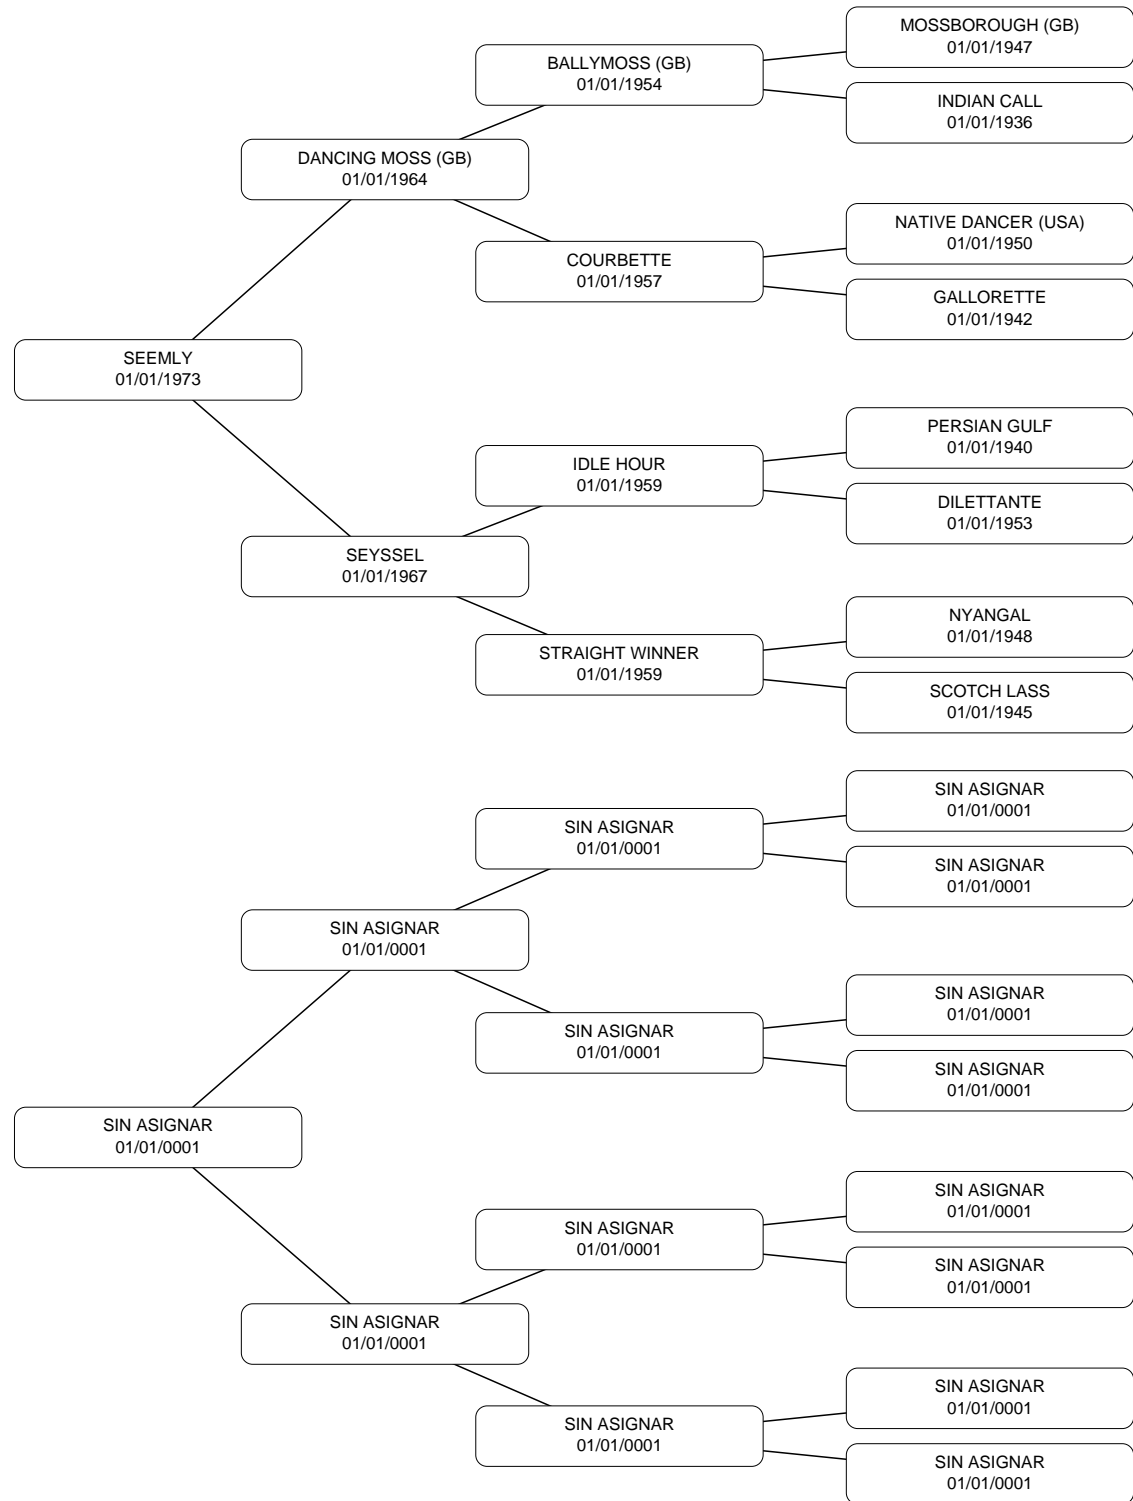 MOSSBOROUGH (GB)
01/01/1947
BALLYMOSS (GB)
01/01/1954
INDIAN CALL
01/01/1936
DANCING MOSS (GB)
01/01/1964
NATIVE DANCER (USA)
01/01/1950
COURBETTE
01/01/1957
GALLORETTE
01/01/1942
SEEMLY
01/01/1973
PERSIAN GULF
01/01/1940
IDLE HOUR
01/01/1959
DILETTANTE
01/01/1953
SEYSSEL
01/01/1967
NYANGAL
01/01/1948
STRAIGHT WINNER
01/01/1959
SCOTCH LASS
01/01/1945
SIN ASIGNAR
01/01/0001
SIN ASIGNAR
01/01/0001
SIN ASIGNAR
01/01/0001
SIN ASIGNAR
01/01/0001
SIN ASIGNAR
01/01/0001
SIN ASIGNAR
01/01/0001
SIN ASIGNAR
01/01/0001
SIN ASIGNAR
01/01/0001
SIN ASIGNAR
01/01/0001
SIN ASIGNAR
01/01/0001
SIN ASIGNAR
01/01/0001
SIN ASIGNAR
01/01/0001
SIN ASIGNAR
01/01/0001
SIN ASIGNAR
01/01/0001
SIN ASIGNAR
01/01/0001